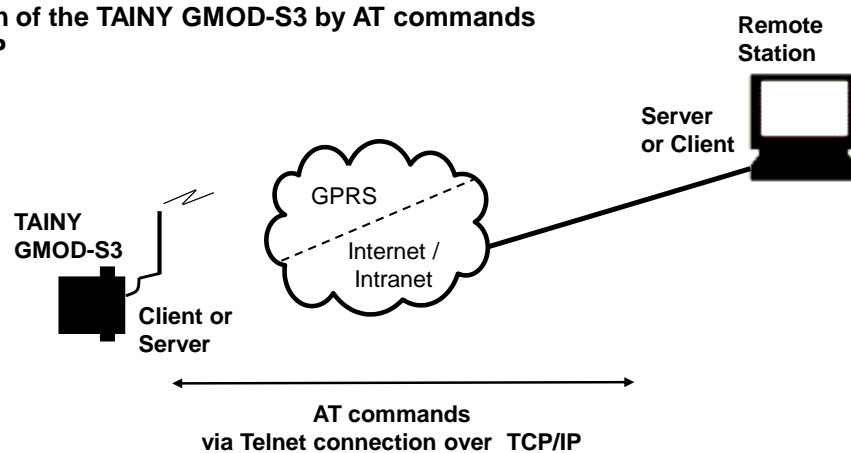 n of the TAINY GMOD-S3 by AT commands
P
Remote
Station
Server
or Client
GPRS
Internet /
Intranet
TAINY
GMOD-S3
Client or
Server
AT commands
via Telnet connection over TCP/IP